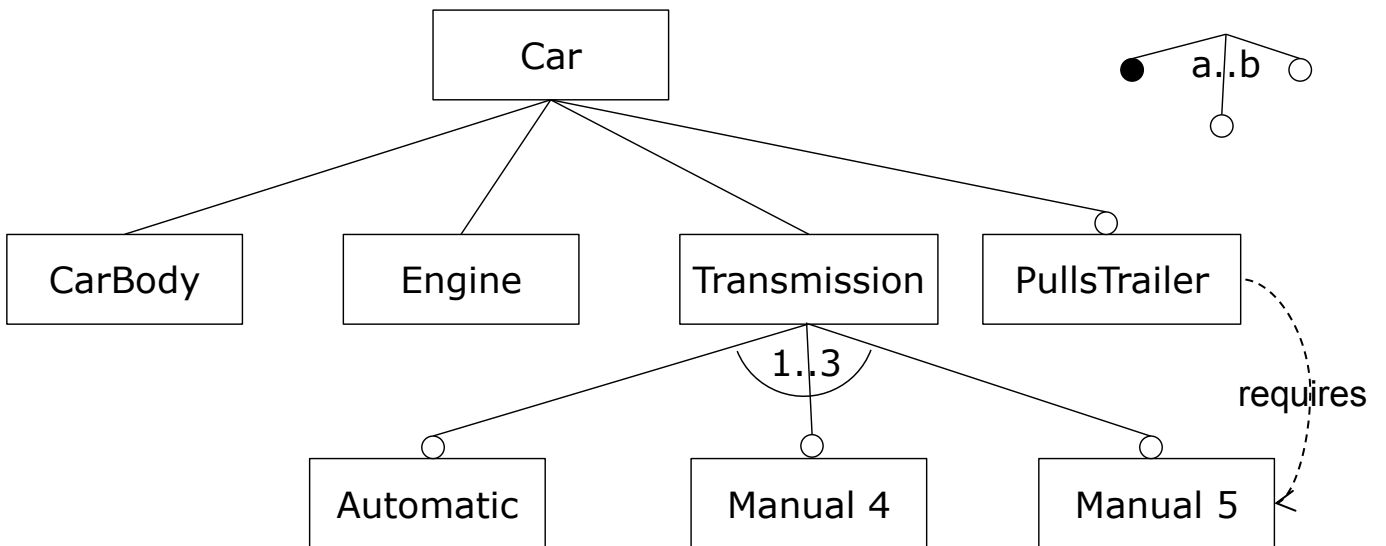 Car
a..b
CarBody
Engine
Transmission
PullsTrailer
1..3
requires
Automatic
Manual 4
Manual 5